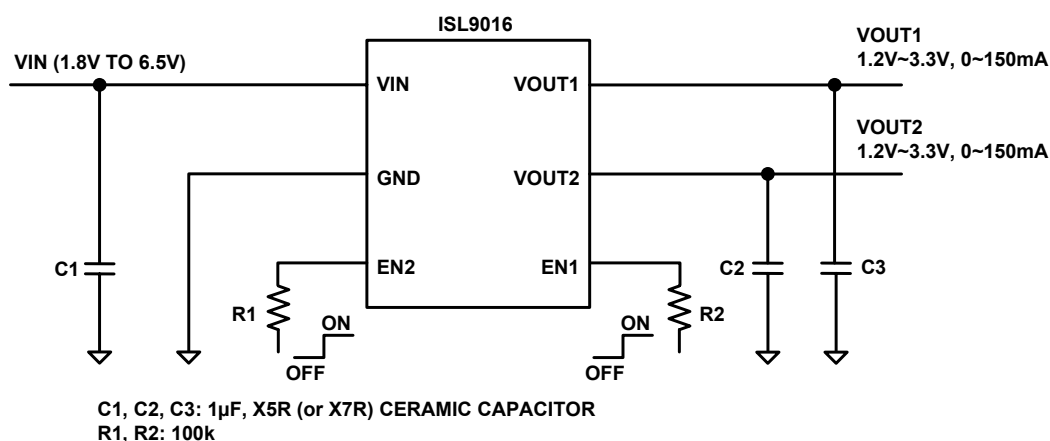 ISL9016
VIN (1.8V TO 6.5V)
VOUT1
1.2V~3.3V, 0~150mA
VIN
VOUT1
VOUT2
1.2V~3.3V, 0~150mA
GND
VOUT2
C1
EN2
EN1
C2
C3
R1
ON
OFF
ON
OFF
R2
C1, C2, C3: 1µF, X5R (or X7R) CERAMIC CAPACITOR
R1, R2: 100k